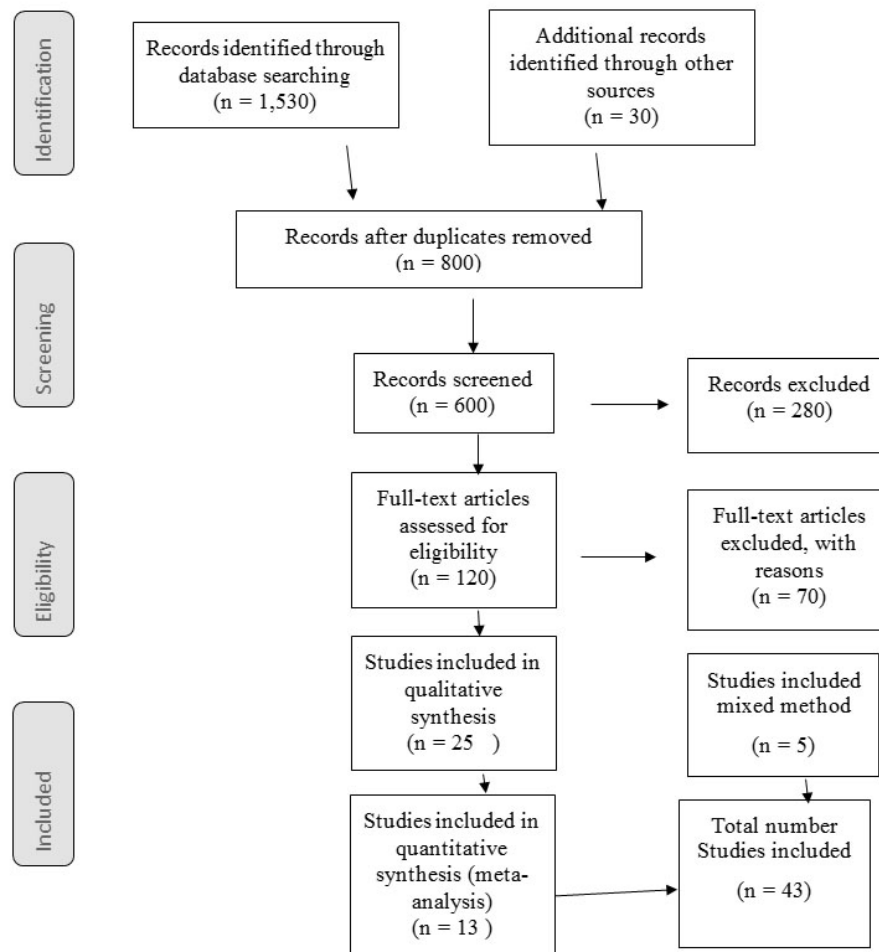 Identification
Records identified through
database searching
(n = 1,530)
Additional records
identified through other
sources
(n = 30)
Records after duplicates removed
(n = 800)
Screening
Records screened
(n = 600)
Records excluded
(n = 280)
Eligibility
Full-text articles
assessed for
eligibility
(n = 120)
Full-text articles
excluded, with
reasons
(n = 70)
Studies included in
qualitative
synthesis
(n = 25 )
Studies included
mixed method
(n = 5)
Included
Studies included in
quantitative
synthesis (meta-
analysis)
(n = 13 )
Total number
Studies included
(n = 43)